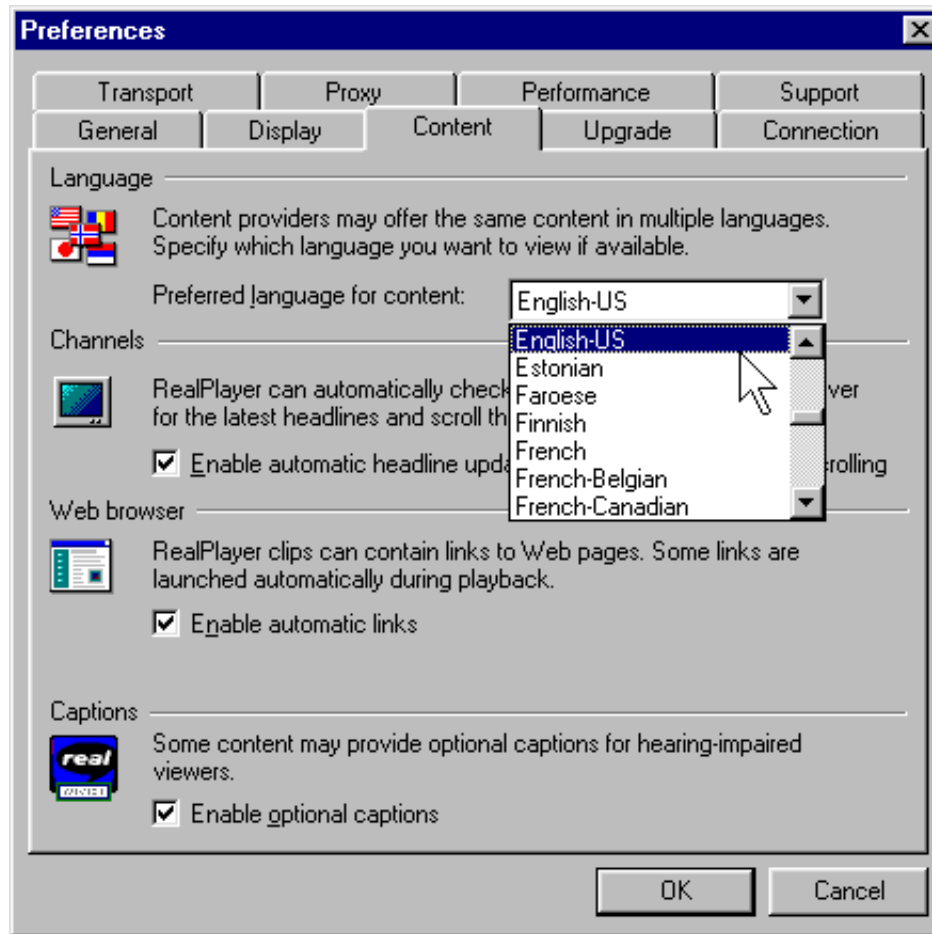 Preferences
Transport Proxy Performance Support
General Display Content Upgrade Connection
Language
Content providers may offer the same content in multiple languages.
Specify which language you want to view if available.
Preferred language for content: English-US
English-US
Estonian
Faroese
Finnish
French
French-Belgian
French-Canadian
Channels
RealPlayer can automatically check ver
for the latest headlines and scroll
Enable automatic headline rolling
Web browser
RealPlayer clips can contain links to Web pages. Some links are
launched automatically during playback.
Enable automatic links
Captions
real
Some content may provide optional captions for hearing-impaired
viewers.
Enable optional captions
OK Cancel